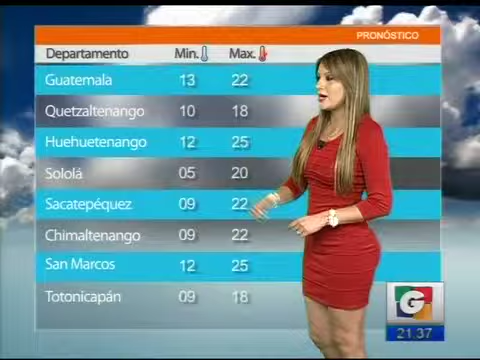 PRONÓSTICO
Departamento Min. Max.
Guatemala 13 22
Quetzaltenango 10 18
Huehuetenango 12 25
Sololá 05 20
Sacatepéquez 09 22
Chimaltenango 09 22
San Marcos 12 25
Totonicapán 09 18
G
21:37